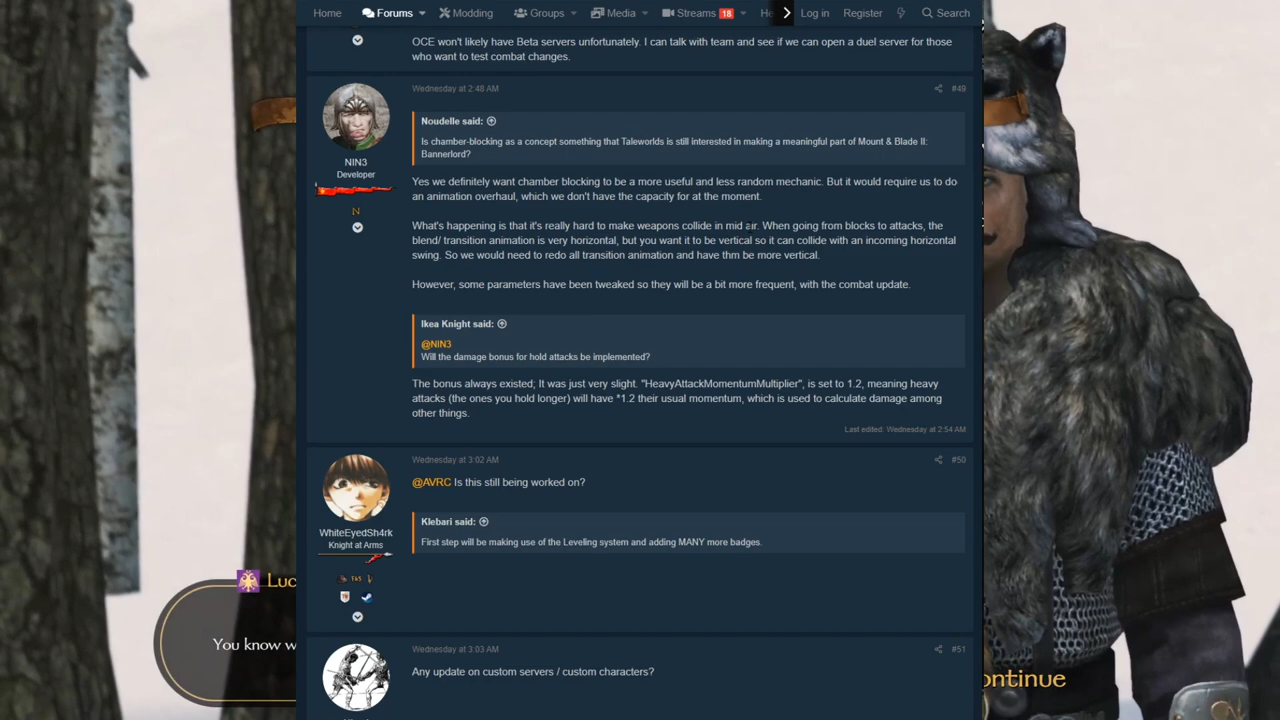 Home Forums Modding Groups Media Streams 18 He Log in Register Search
OCE won't likely have Beta servers unfortunately. I can talk with team and see if we can open a duel server for those
who want to test combat changes.
Wednesday at 2:48 AM #49
NIN3
Developer
N
Noudelle said:
Is chamber-blocking as a concept something that Taleworlds is still interested in making a meaningful part of Mount & Blade II:
Bannerlord?
Yes we definitely want chamber blocking to be a more useful and less random mechanic. But it would require us to do
an animation overhaul, which we don't have the capacity for at the moment.
What's happening is that it's really hard to make weapons collide in mid air. When going from blocks to attacks, the
blend/ transition animation is very horizontal, but you want it to be vertical so it can collide with an incoming horizontal
swing. So we would need to redo all transition animation and have thm be more vertical.
However, some parameters have been tweaked so they will be a bit more frequent, with the combat update.
Ikea Knight said:
@NIN3
Will the damage bonus for hold attacks be implemented?
The bonus always existed; It was just very slight. "HeavyAttackMomentumMultiplier", is set to 1.2, meaning heavy
attacks (the ones you hold longer) will have *1.2 their usual momentum, which is used to calculate damage among
other things.
Last edited: Wednesday at 2:54 AM
Wednesday at 3:02 AM #50
WhiteEyedSh4rk
Knight at Arms
@AVRC Is this still being worked on?
Klebari said:
First step will be making use of the Leveling system and adding MANY more badges.
Wednesday at 3:03 AM #51
Any update on custom servers / custom characters?
Luc
You know w
ontinue